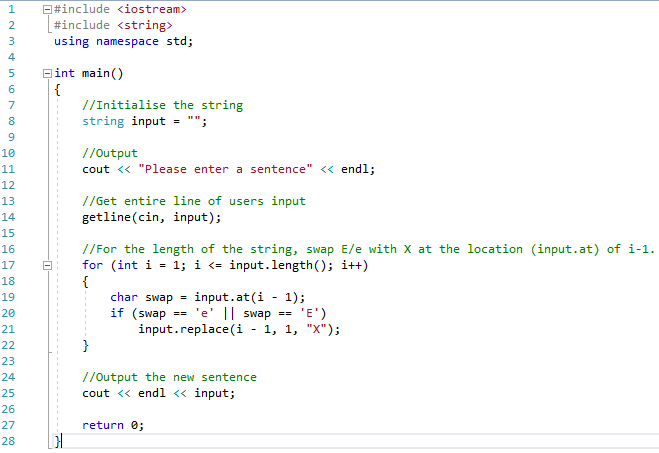 1 #include <iostream>
2 #include <string>
3 using namespace std;
4
5 int main()
6 {
7 //Initialise the string
8 string input = "";
9
10 //Output
11 cout << "Please enter a sentence" << endl;
12
13 //Get entire line of users input
14 getline(cin, input);
15
16 //For the length of the string, swap E/e with X at the location (input.at) of i-1.
17 for (int i = 1; i <= input.length(); i++)
18 {
19 char swap = input.at(i - 1);
20 if (swap == 'e' || swap == 'E')
21 input.replace(i - 1, 1, "X");
22 }
23
24 //Output the new sentence
25 cout << endl << input;
26
27 return 0;
28 }